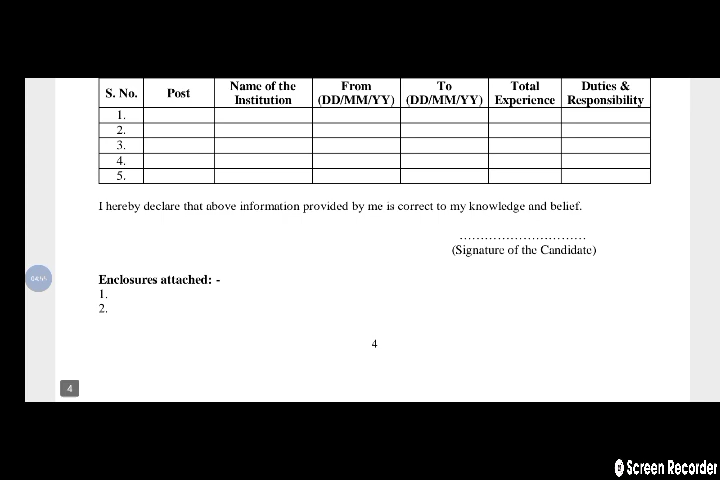 S. No. Post Name of the Institution From (DD/MM/YY) To (DD/MM/YY) Total Experience Duties & Responsibility
1.
2.
3.
4.
5.
I hereby declare that above information provided by me is correct to my knowledge and belief.
..............................
(Signature of the Candidate)
Enclosures attached: -
1.
2.
4
4
Screen Recorder